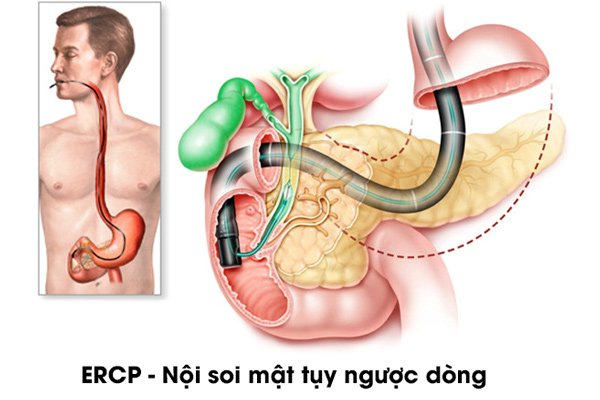 ERCP - Nội soi mật tụy ngược dòng